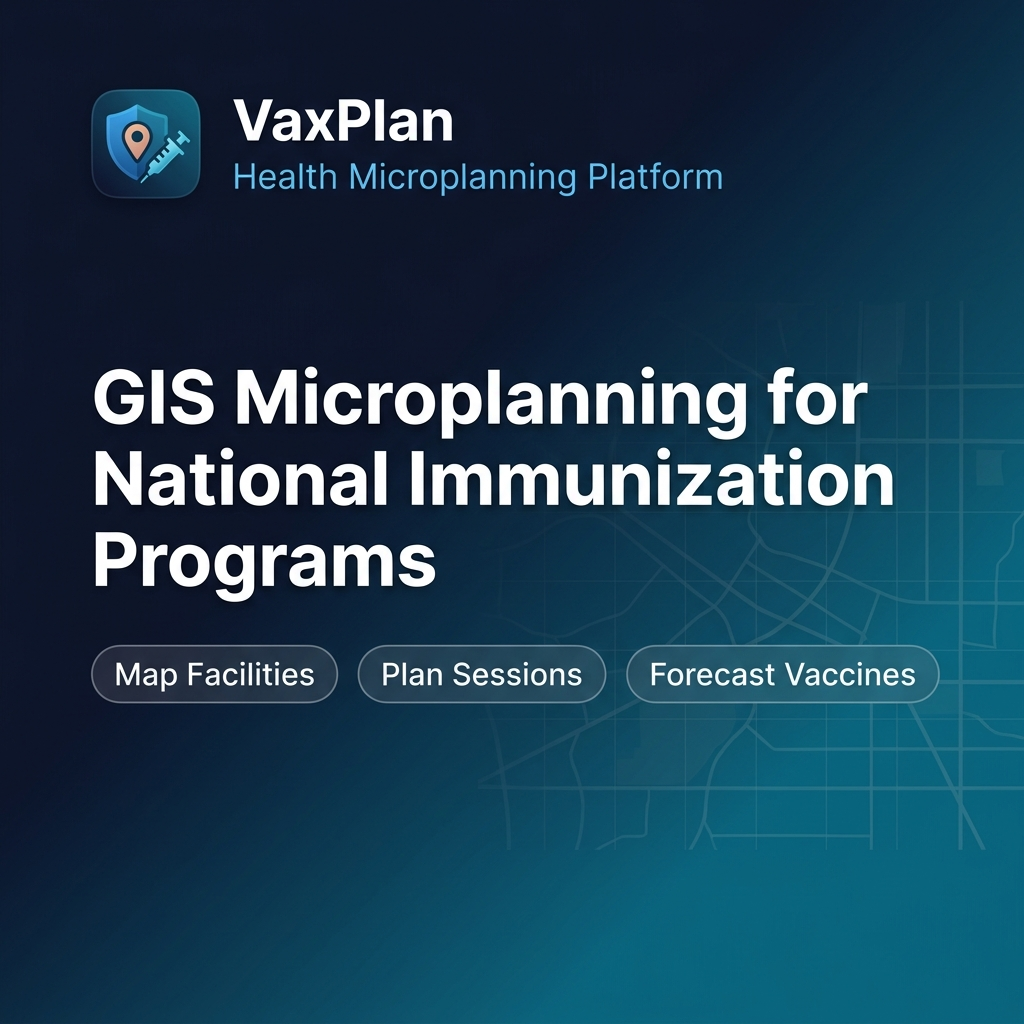 VaxPlan
Health Microplanning Platform
GIS Microplanning for
National Immunization
Programs
Map Facilities
Plan Sessions
Forecast Vaccines